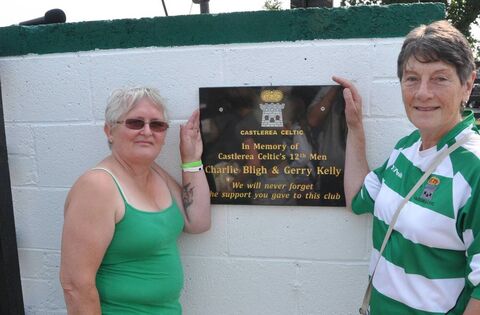 CASTLEREA CELTIC
In Memory of
Castlerea Celtic's 12th Men
Charlie Bligh & Gerry Kelly
We will never forget
the support you gave to this club